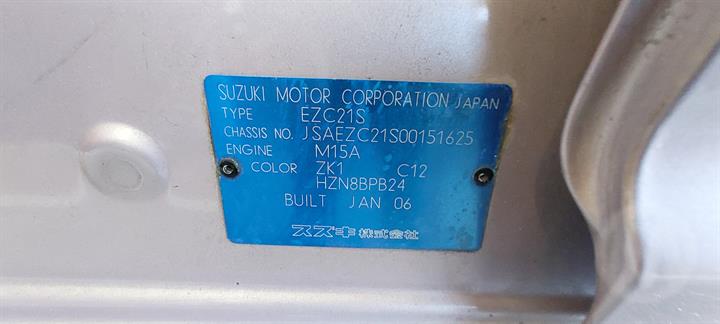 SUZUKI MOTOR CORPORATION JAPAN
TYPE EZC21S
CHASSIS NO. JSAEZC21S00151625
ENGINE M15A
COLOR ZK1 C12
HZN8BPB24
BUILT JAN 06
スズキ株式会社